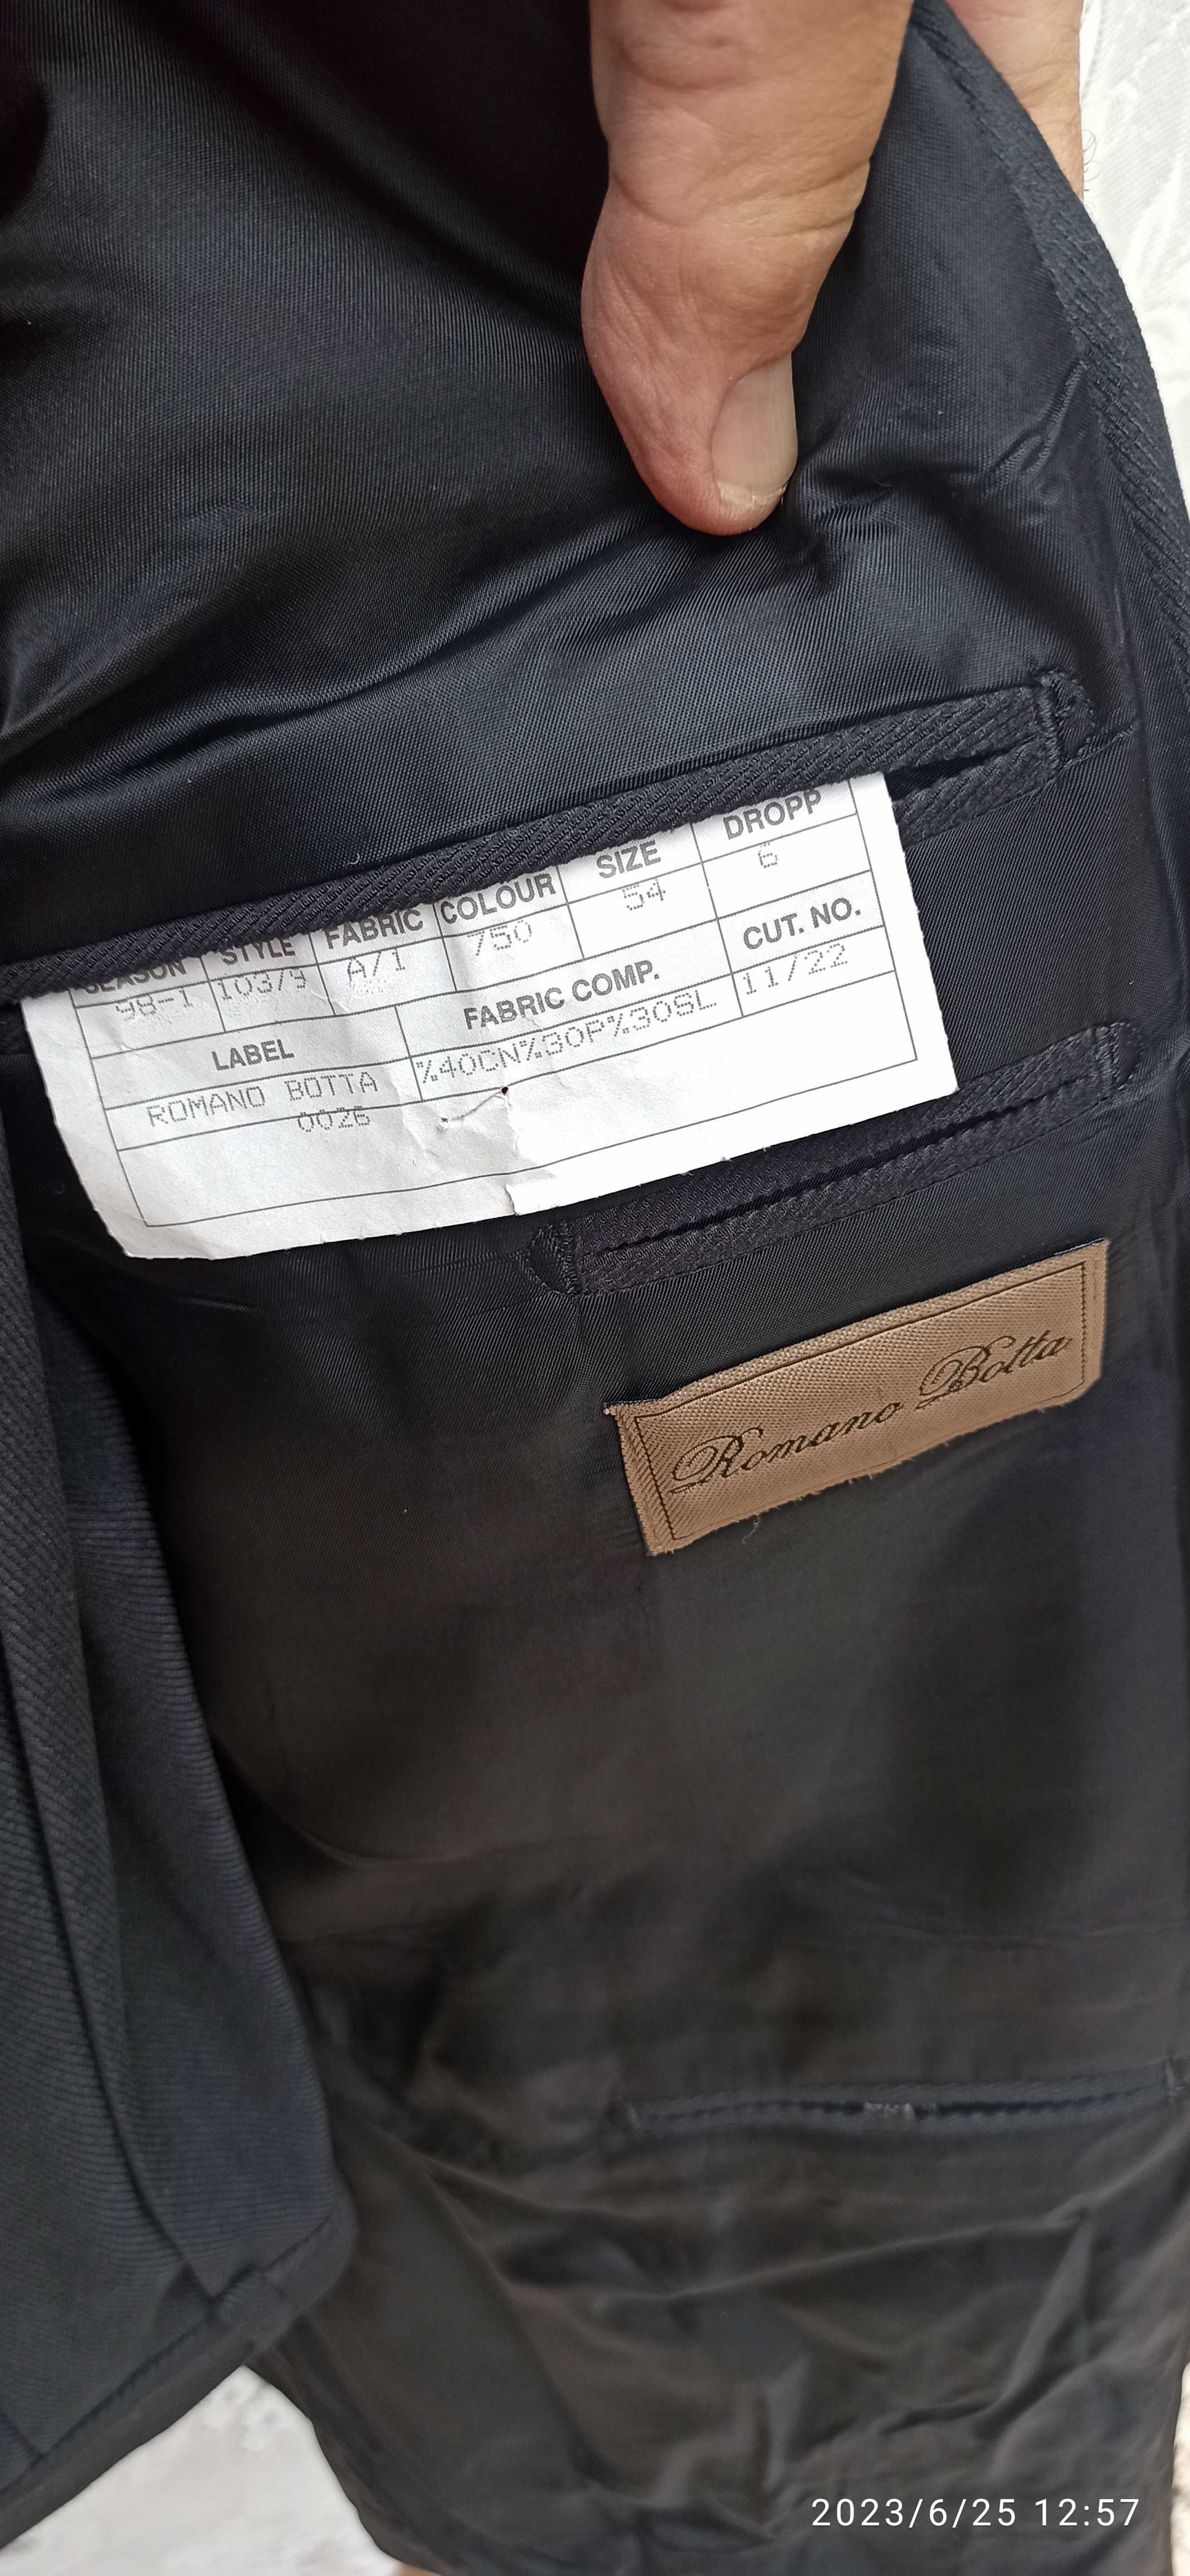 SEASON STYLE FABRIC COLOUR SIZE DROPP
98-1 103/3 A/1 750 54 6
LABEL FABRIC COMP. CUT. NO.
ROMANO BOTTA %40CN%30P%30SL 11/22
0026
Romano Botta
2023/6/25 12:57